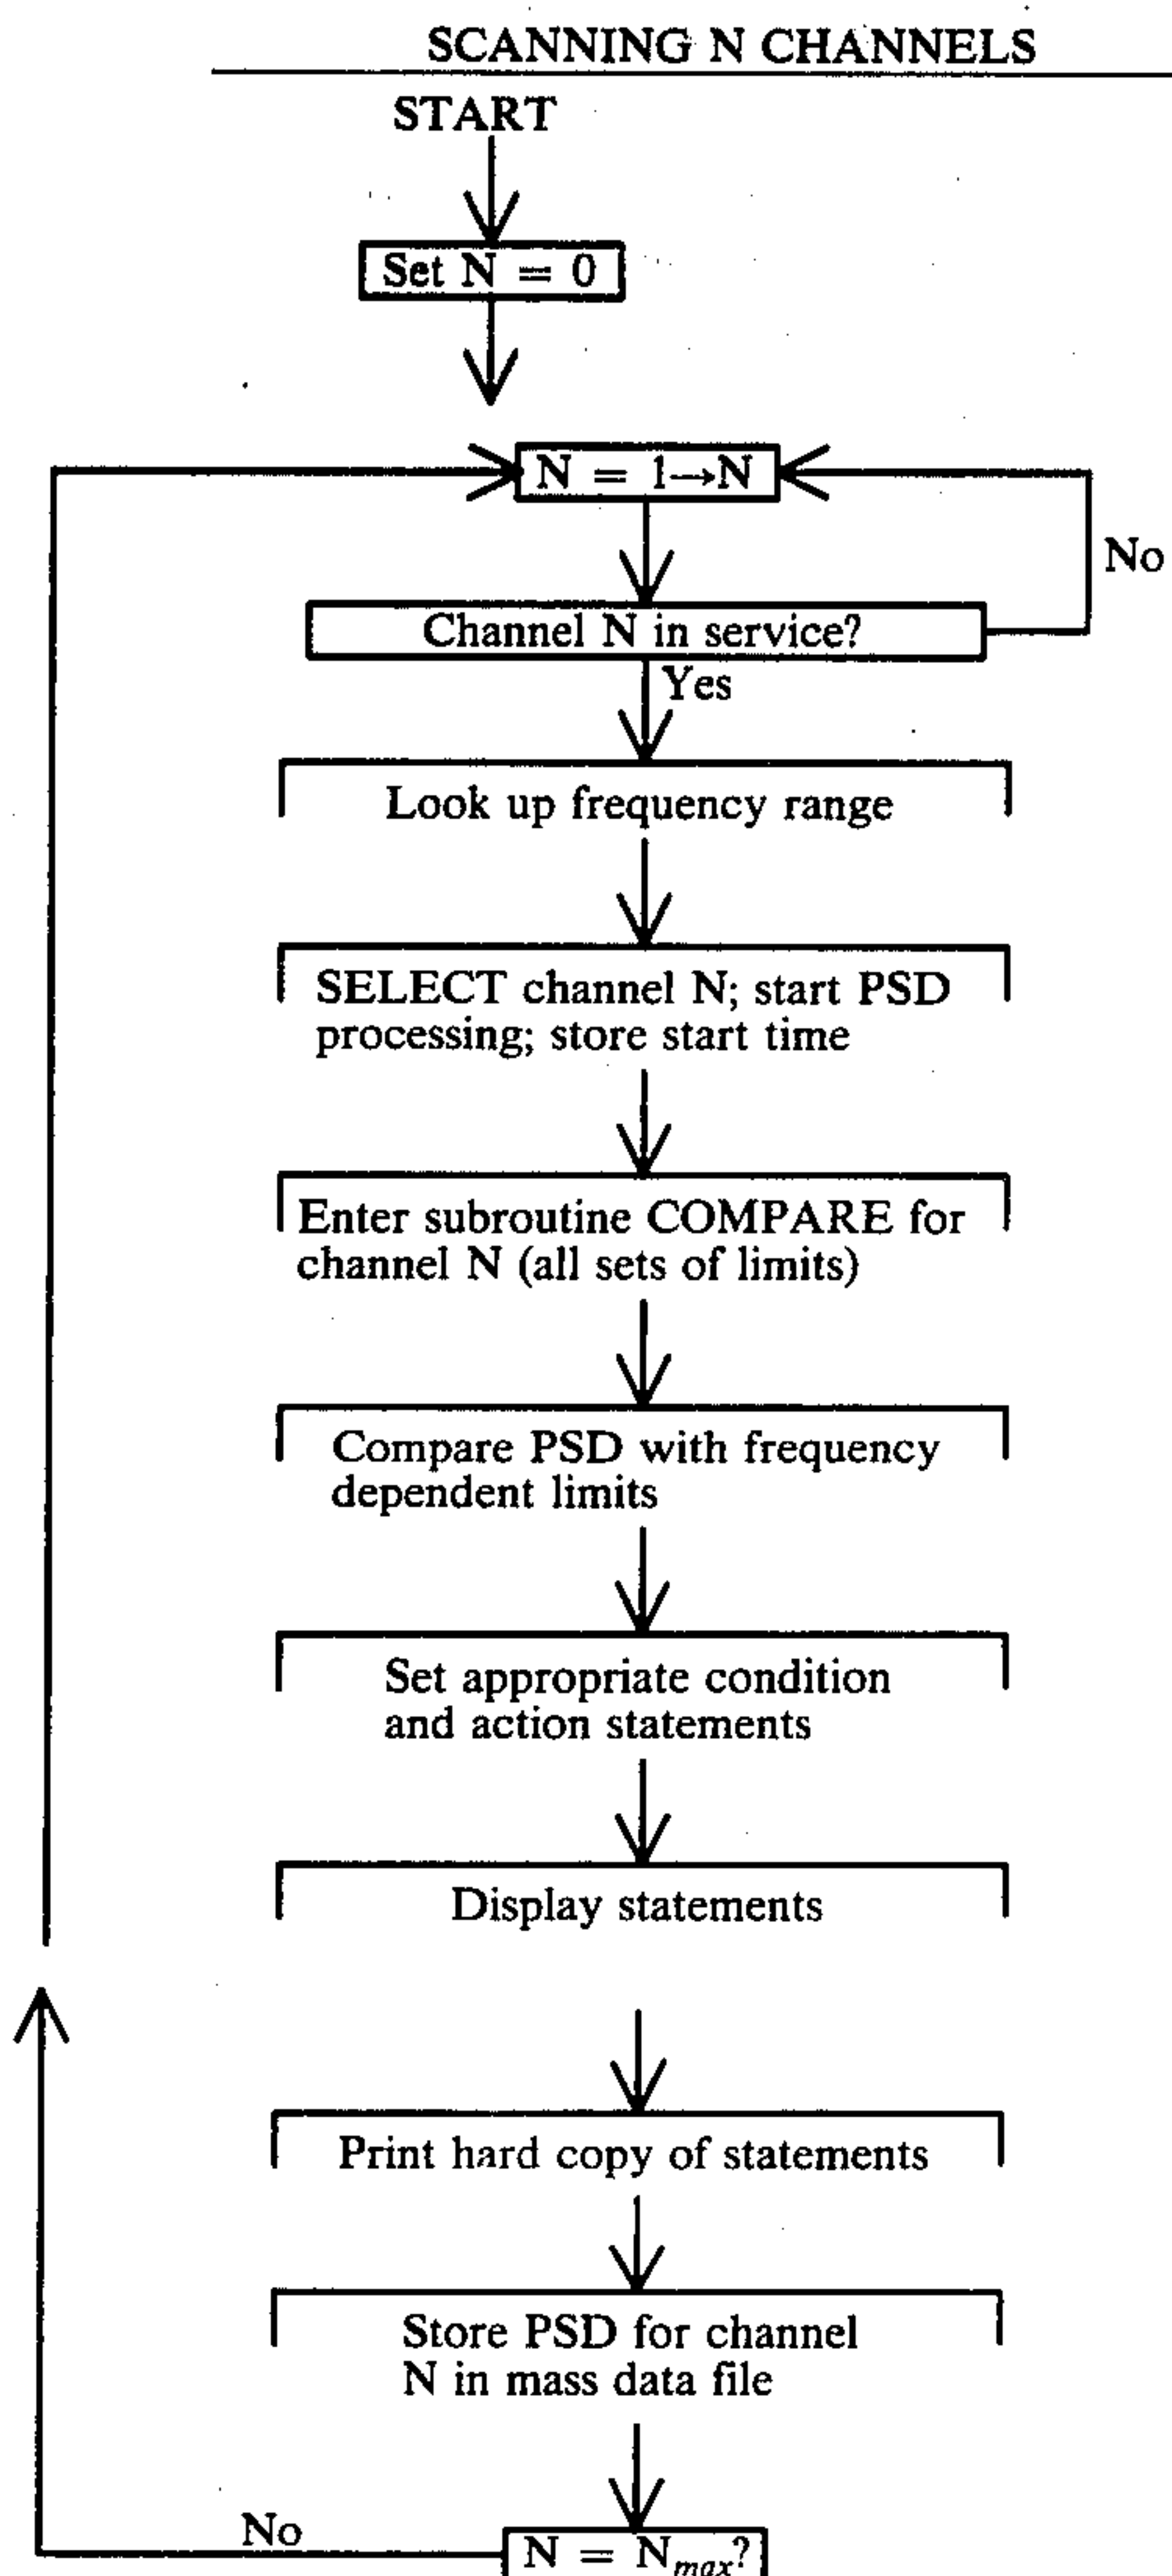 SCANNING N CHANNELS
START
Set N = 0
N = 1→N
No
Channel N in service?
Yes
Look up frequency range
SELECT channel N; start PSD
processing; store start time
Enter subroutine COMPARE for
channel N (all sets of limits)
Compare PSD with frequency
dependent limits
Set appropriate condition
and action statements
Display statements
Print hard copy of statements
Store PSD for channel
N in mass data file
No
N = Nmax?